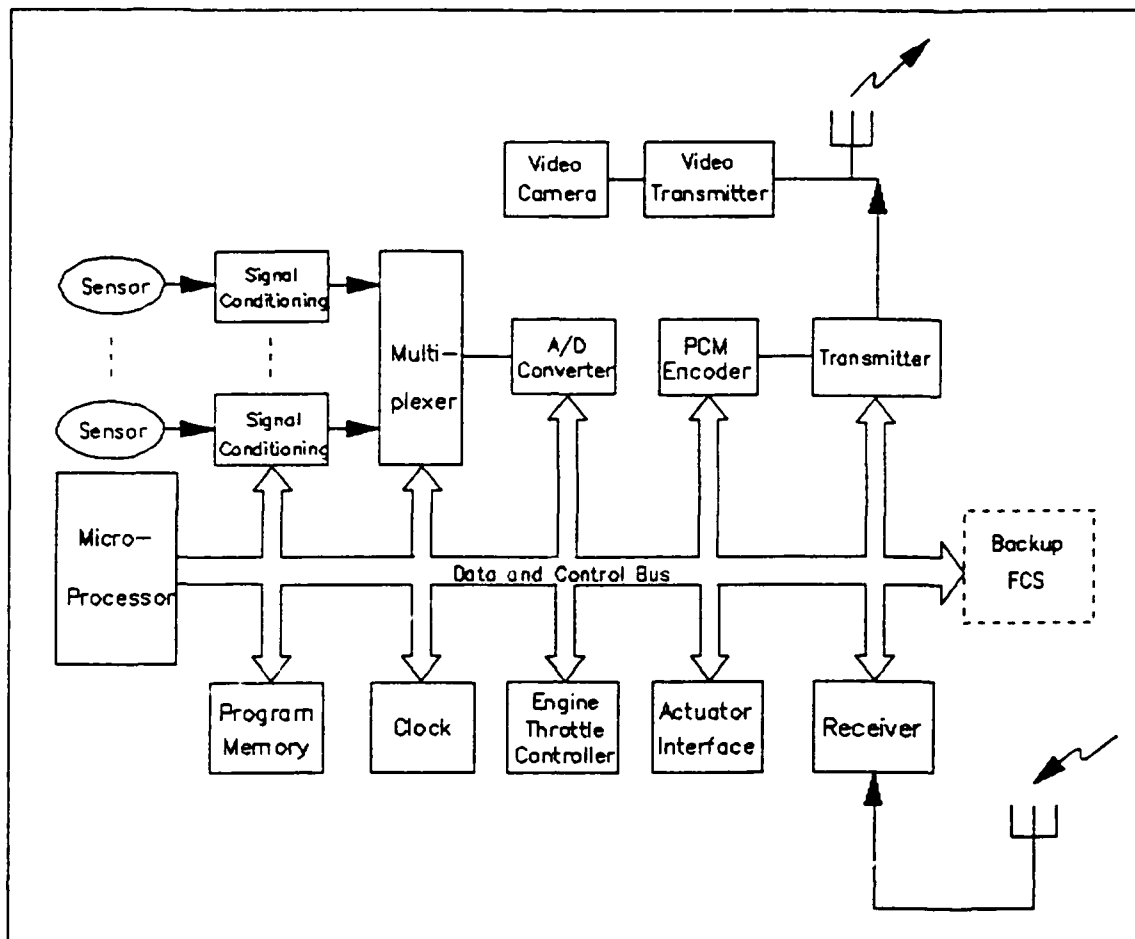 Video
Camera
Video
Transmitter
Sensor
Signal
Conditioning
Multi-
plexer
A/D
Converter
PCM
Encoder
Transmitter
Sensor
Signal
Conditioning
Micro-
Processor
Data and Control Bus
Backup
FCS
Program
Memory
Clock
Engine
Throttle
Controller
Actuator
Interface
Receiver